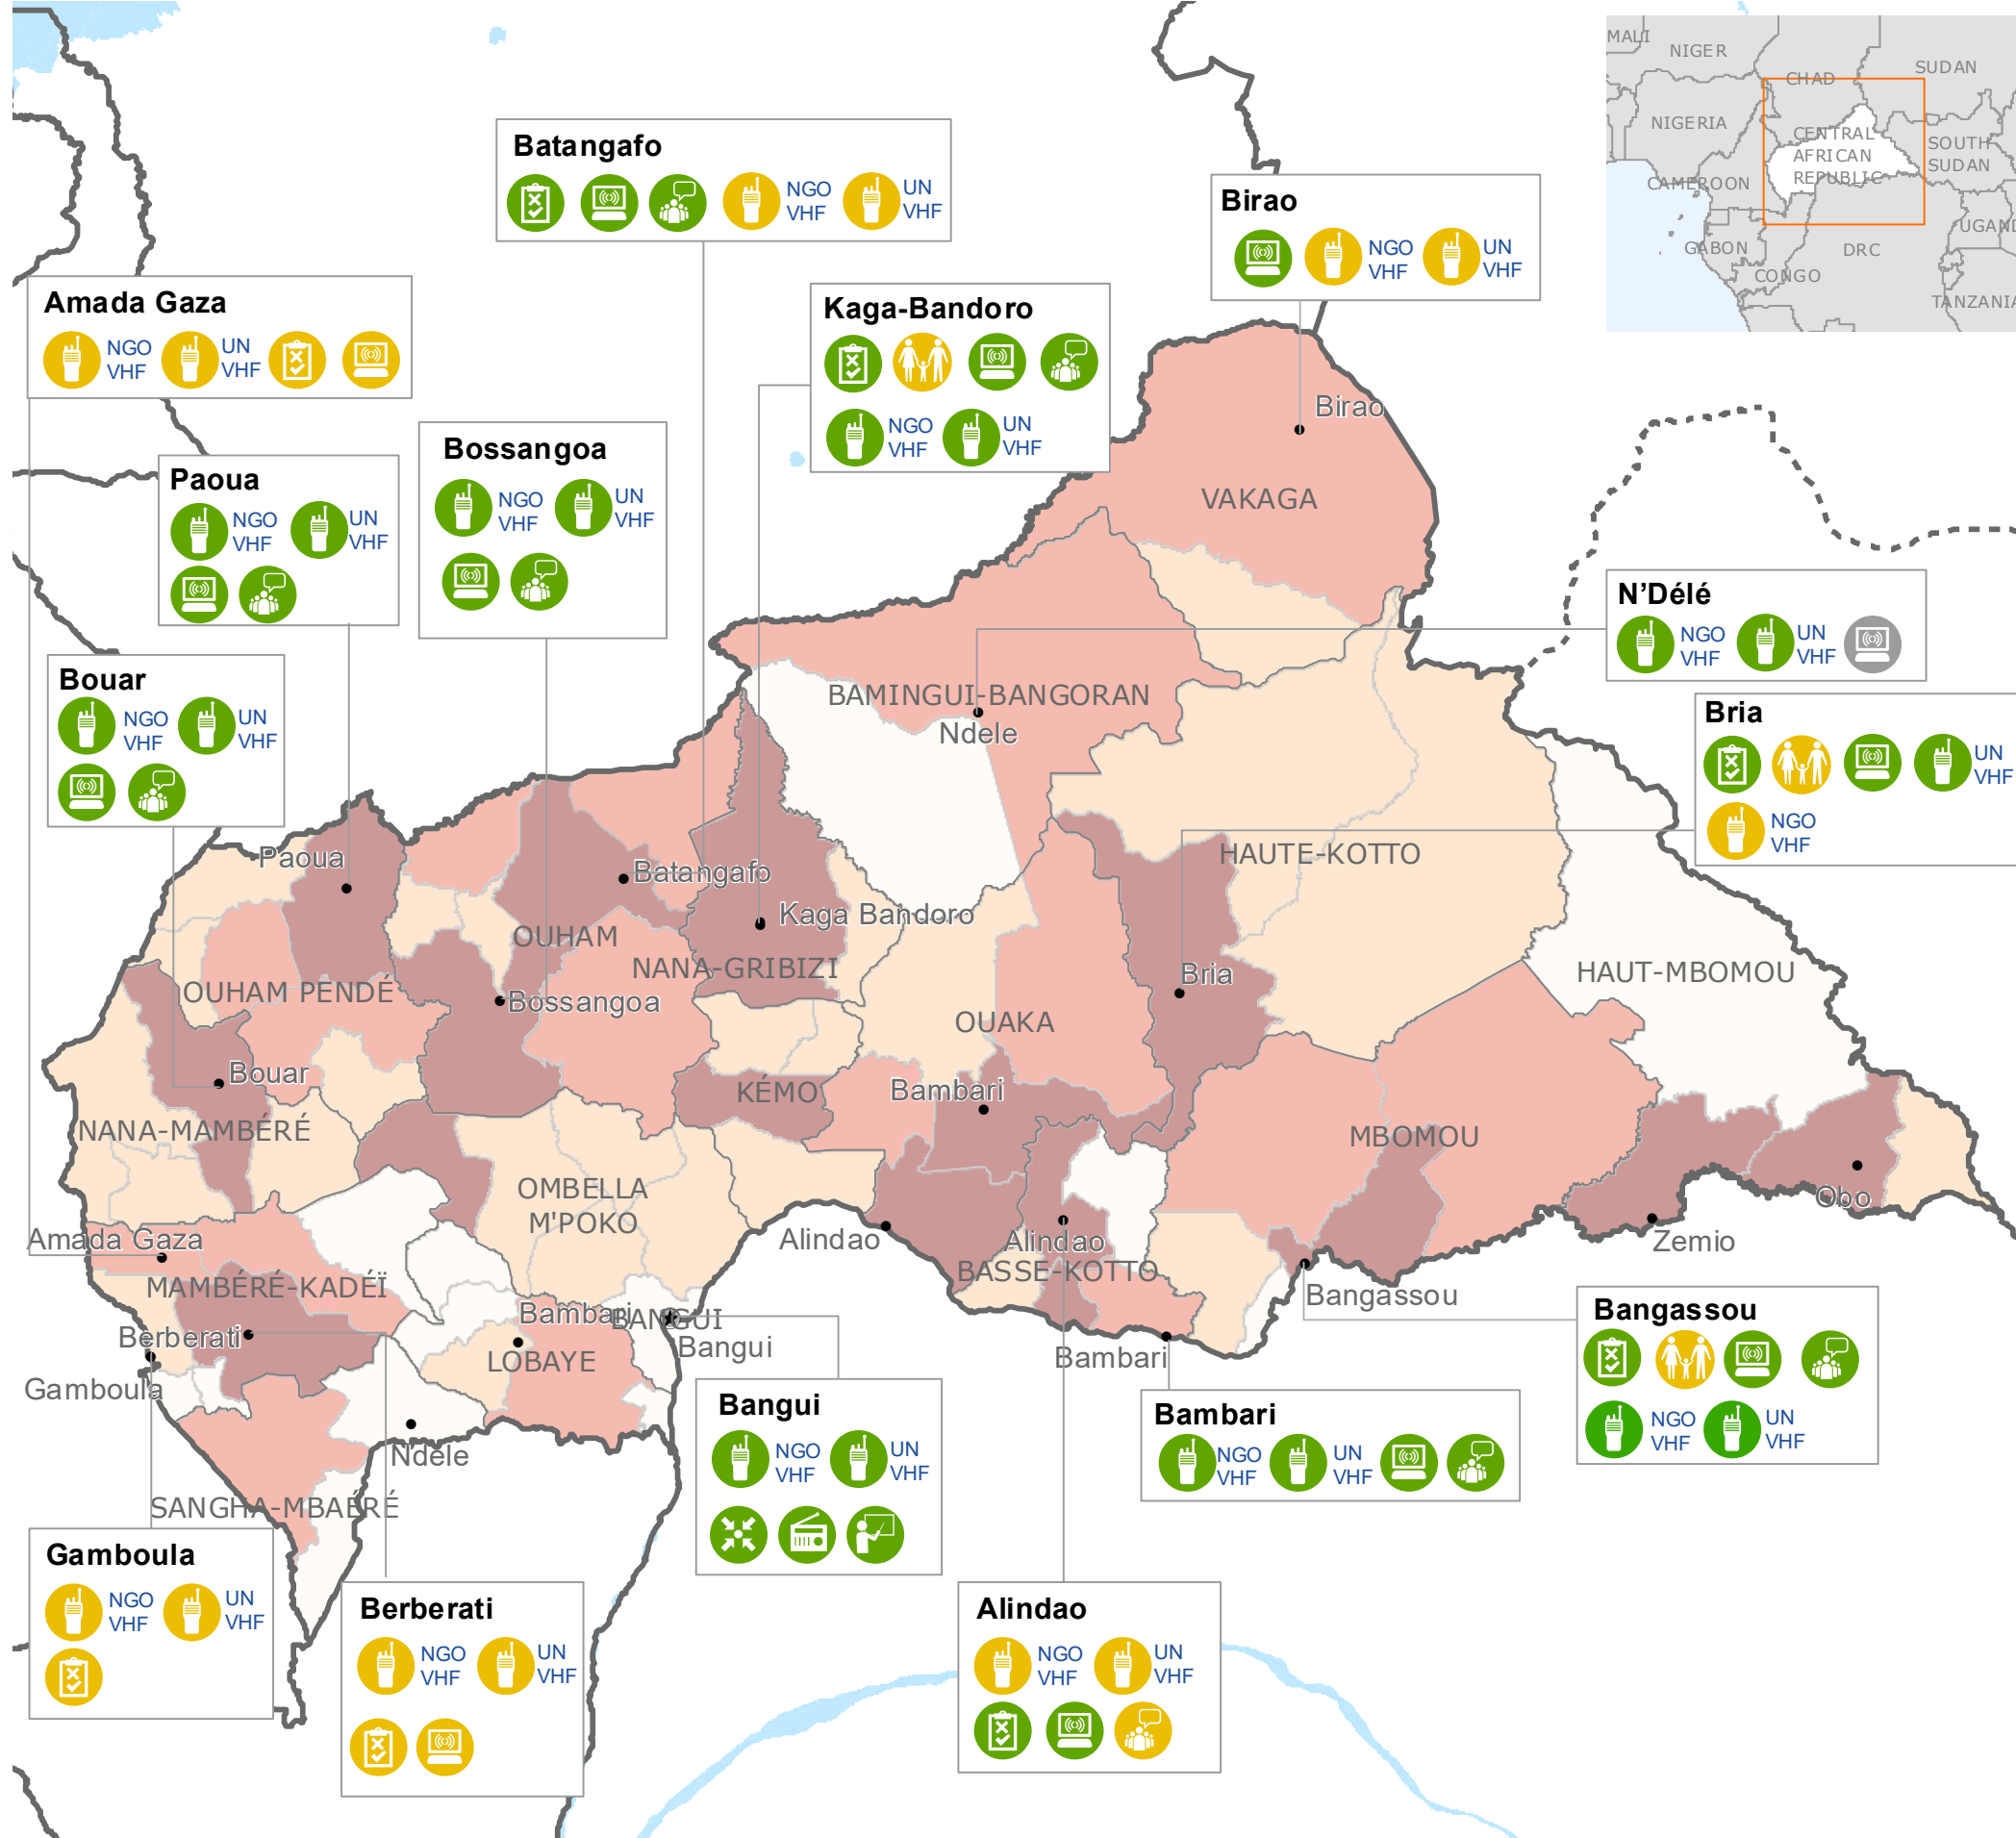 MALI
NIGER
CHAD
SUDAN
NIGERIA
CENTRAL
AFRICAN
REPUBLIC
SOUTH
SUDAN
CAMEROON
UGAND
GABON
CONGO
DRC
TANZANIA
Batangafo
NGO
VHF
UN
VHF
Birao
NGO
VHF
UN
VHF
Amada Gaza
NGO
VHF
UN
VHF
Kaga-Bandoro
NGO
VHF
UN
VHF
Bossangoa
NGO
VHF
UN
VHF
Paoua
NGO
VHF
UN
VHF
N'Délé
NGO
VHF
UN
VHF
Bouar
NGO
VHF
UN
VHF
Bria
UN
VHF
NGO
VHF
Birao
VAKAGA
BAMINGUI-BANGORAN
Ndele
Paoua
Batangafo
HAUTE-KOTTO
Kaga Bandoro
OUHAM
NANA-GRIBIZI
Bria
HAUT-MBOMOU
OUHAM PENDÉ
Bossangoa
OUAKA
Bouar
KÉMO
Bambari
NANA-MAMBÉRÉ
MBOMOU
OMBELLA
M'POKO
Obo
Amada Gaza
Alindao
Alindao
Zemio
BASSE-KOTTO
MAMBÉRÉ-KADÉÏ
Bangassou
Berberati
Bambari
BANGUI
Bangui
LOBAYE
Bambari
Gamboula
Ndele
SANGHA-MBAÉRÉ
Bangassou
NGO
VHF
UN
VHF
Bangui
NGO
VHF
UN
VHF
Bambari
NGO
VHF
UN
VHF
Gamboula
NGO
VHF
UN
VHF
Berberati
NGO
VHF
UN
VHF
Alindao
NGO
VHF
UN
VHF